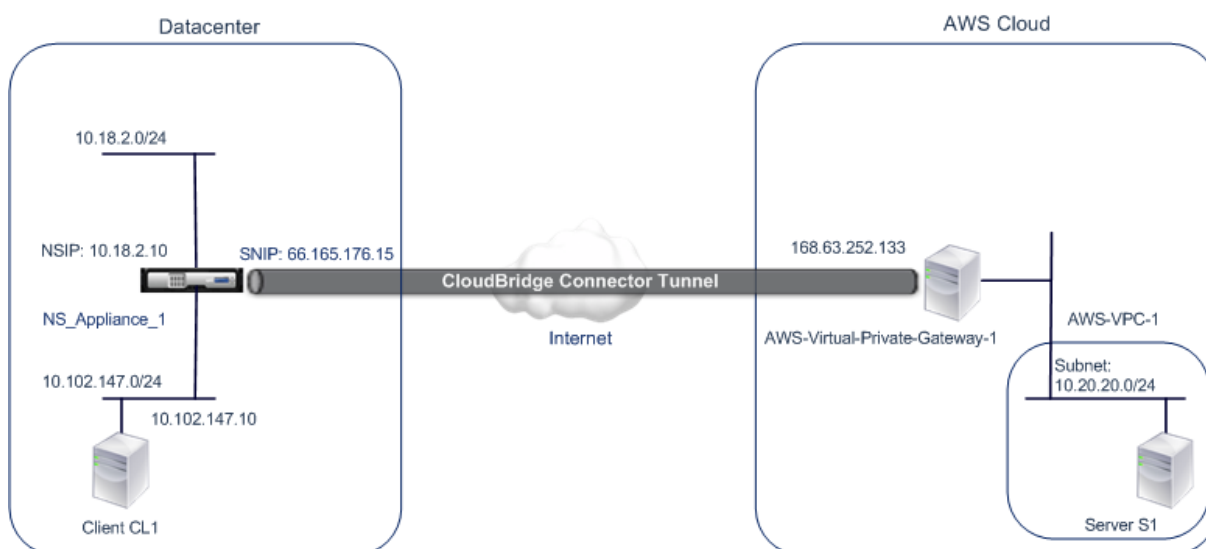 Datacenter
AWS Cloud
10.18.2.0/24
NSIP: 10.18.2.10
SNIP: 66.165.176.15
168.63.252.133
CloudBridge Connector Tunnel
NS_Appliance_1
Internet
AWS-Virtual-Private-Gateway-1
AWS-VPC-1
10.102.147.0/24
10.102.147.10
Subnet:
10.20.20.0/24
Client CL1
Server S1